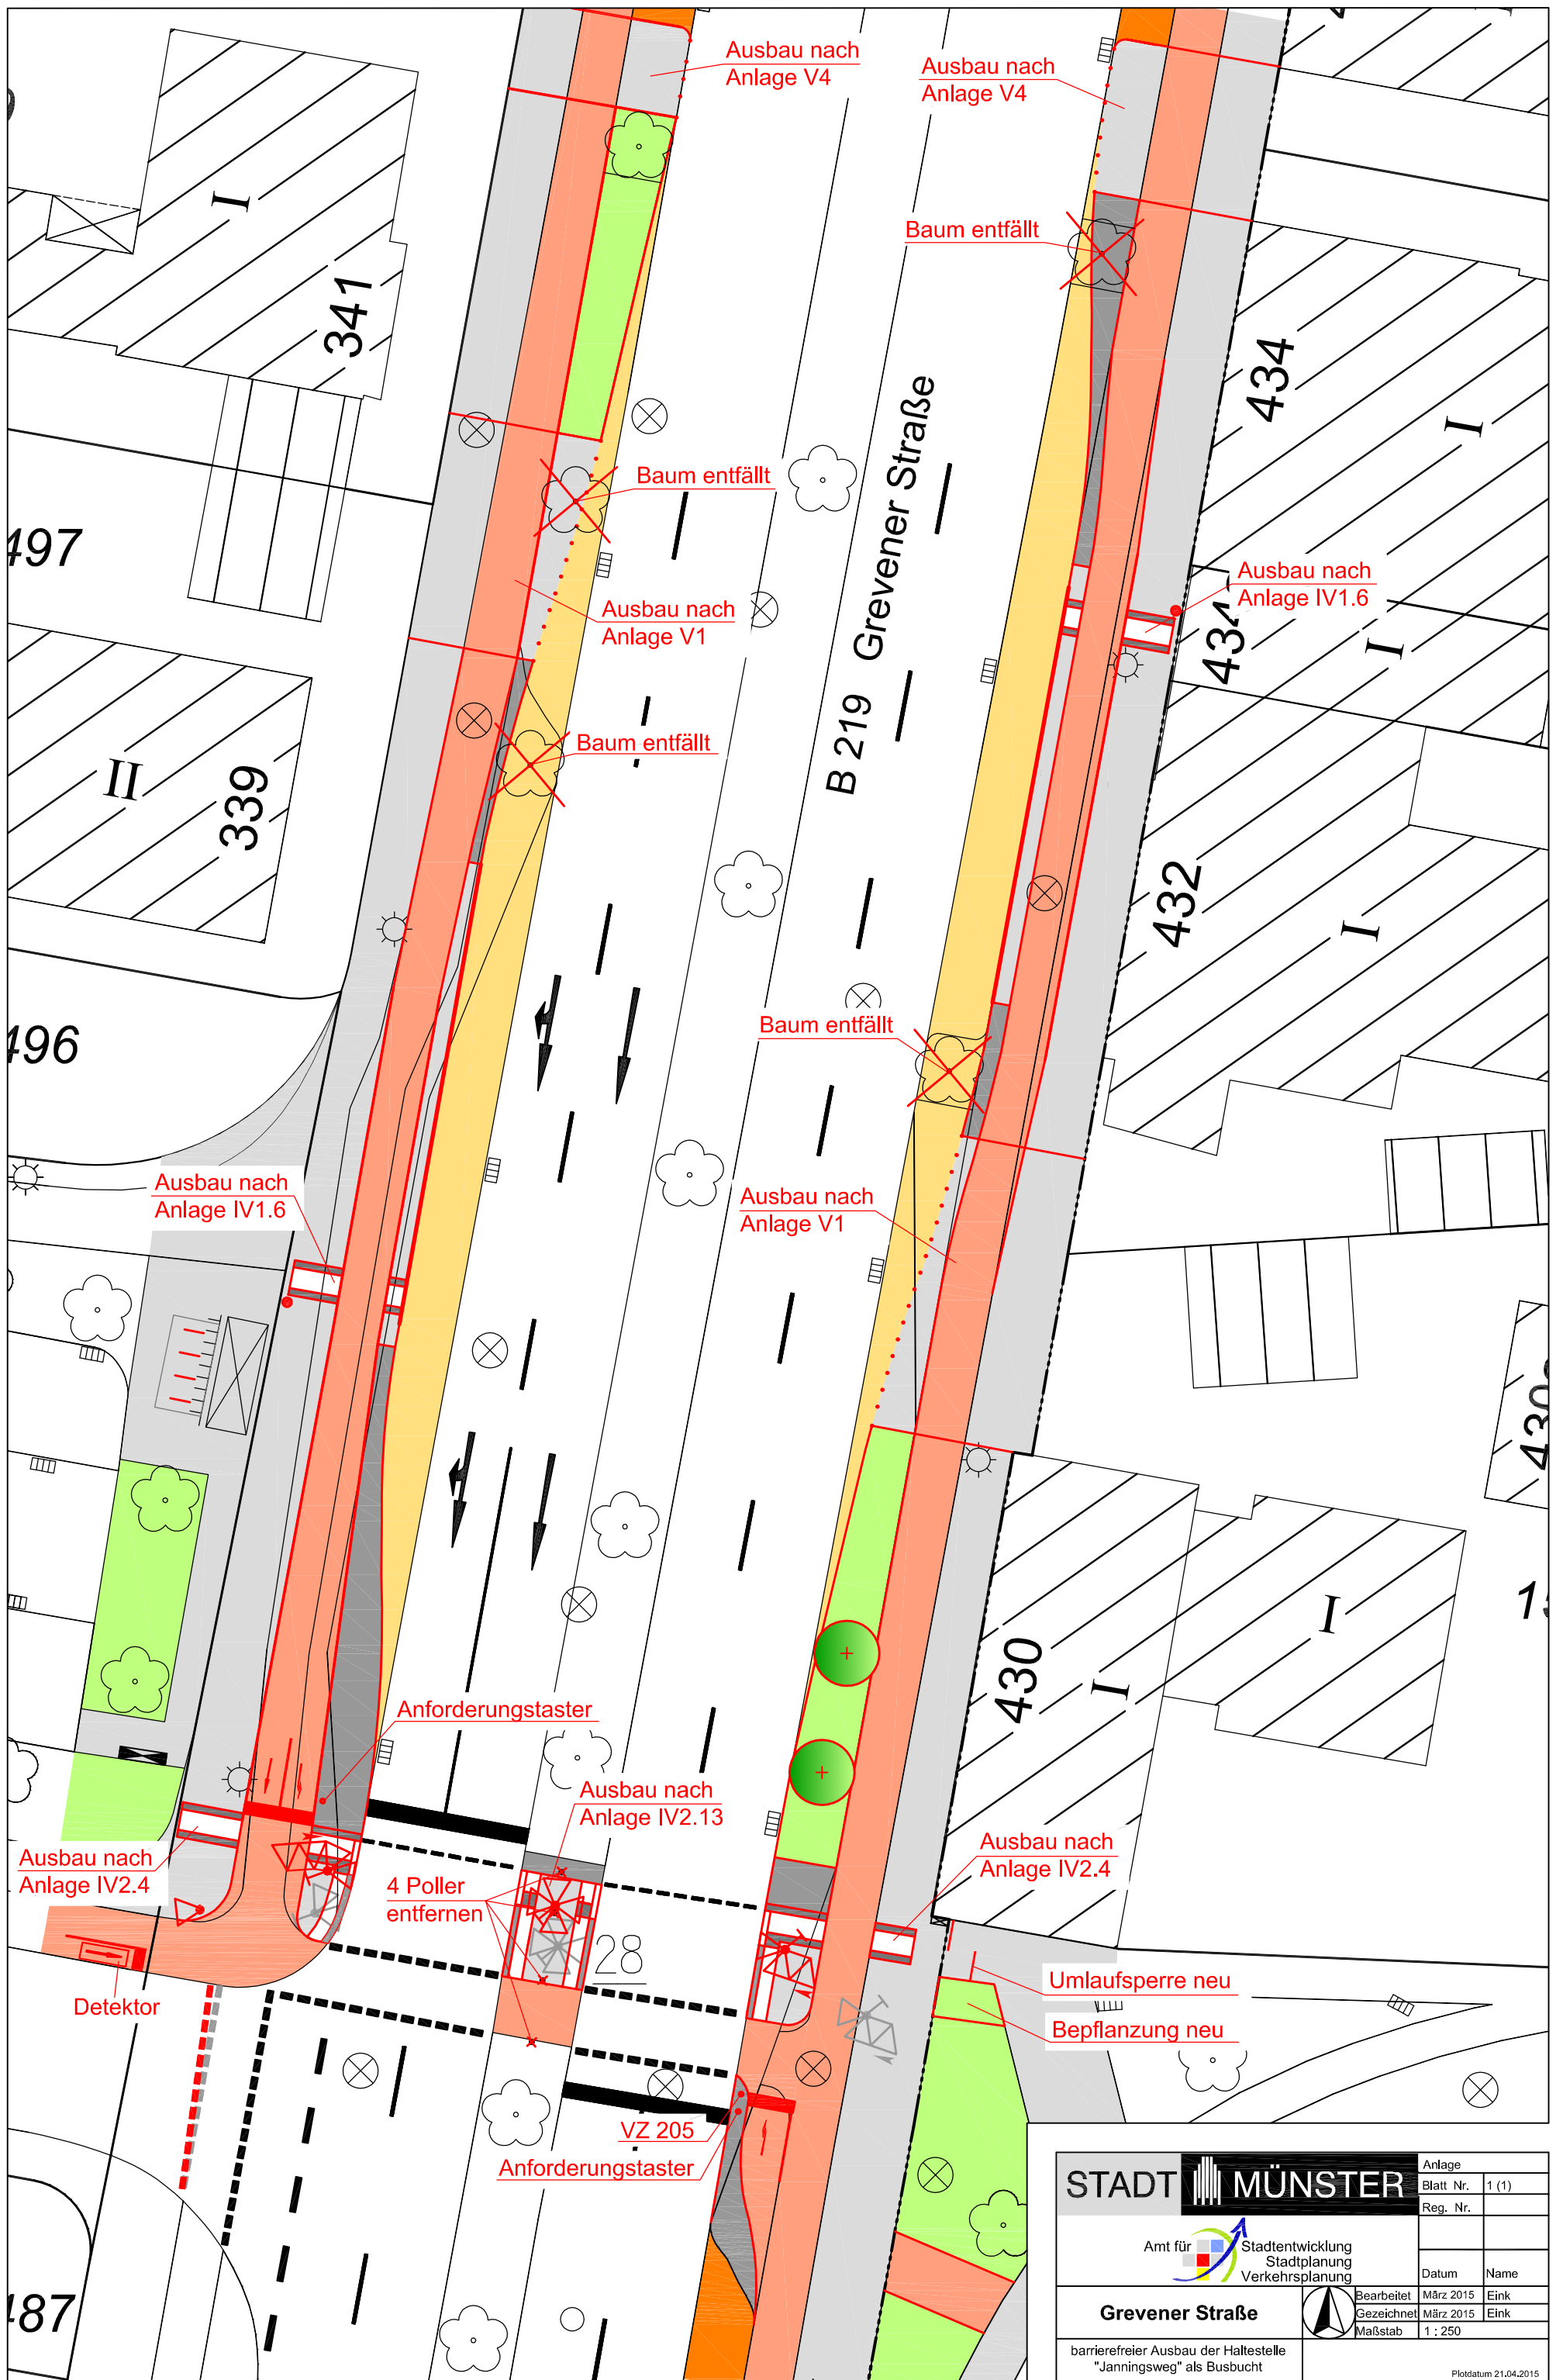 Ausbau nach
Anlage V4
Ausbau nach
Anlage V4
I
341
Baum entfällt
434
I
Baum entfällt
B 219 Grevener Straße
497
Ausbau nach
Anlage V1
Ausbau nach
Anlage IV1.6
I
II
339
Baum entfällt
432
I
496
Baum entfällt
Ausbau nach
Anlage IV1.6
Ausbau nach
Anlage V1
430
I
I
Anforderungstaster
Ausbau nach
Anlage IV2.13
Ausbau nach
Anlage IV2.4
4 Poller
entfernen
Ausbau nach
Anlage IV2.4
28
Umlaufsperre neu
Detektor
Bepflanzung neu
VZ 205
Anforderungstaster
487
STADT MÜNSTER
Anlage
Blatt Nr. 1 (1)
Reg. Nr.
Amt für Stadtentwicklung
Stadtplanung
Verkehrsplanung
Datum Name
Grevener Straße
Bearbeitet März 2015 Eink
Gezeichnet März 2015 Eink
Maßstab 1 : 250
barrierefreier Ausbau der Haltestelle
"Janningsweg" als Busbucht
Plotdatum 21.04.2015